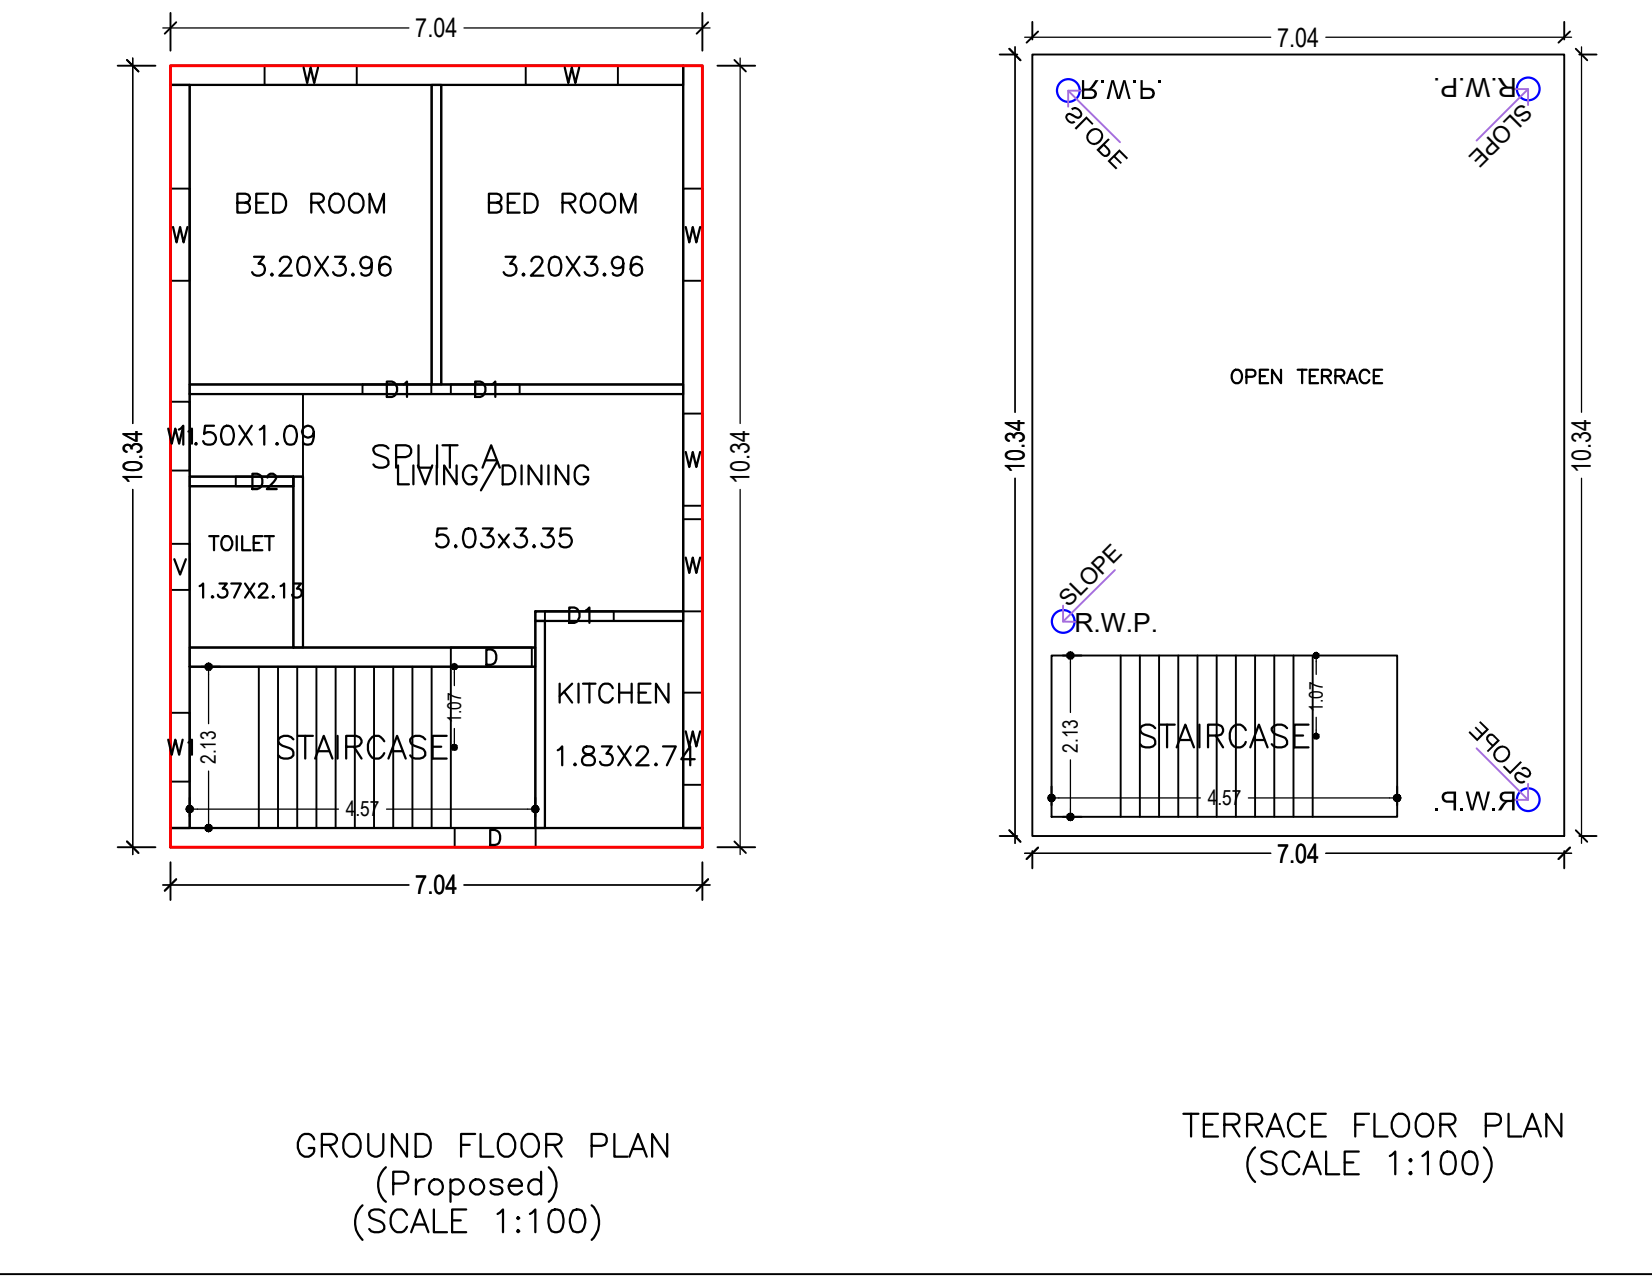 7.04
W W
BED ROOM BED ROOM
W W
3.20X3.96 3.20X3.96
D1 D1
10.34 10.34
W1 1.50X1.09
SPLIT A
W
LIVING/DINING
D2
5.03x3.35
TOILET
V W
1.37X2.13
D1
D
KITCHEN
1.07
W1 2.13 STAIRCASE W
1.83X2.74
4.57
D
7.04
GROUND FLOOR PLAN
(Proposed)
(SCALE 1:100)
7.04
R.W.P. R.W.P.
SLOPE SLOPE
OPEN TERRACE
10.34 10.34
SLOPE
R.W.P.
1.07
2.13 STAIRCASE
SLOPE
4.57 R.W.P.
7.04
TERRACE FLOOR PLAN
(SCALE 1:100)